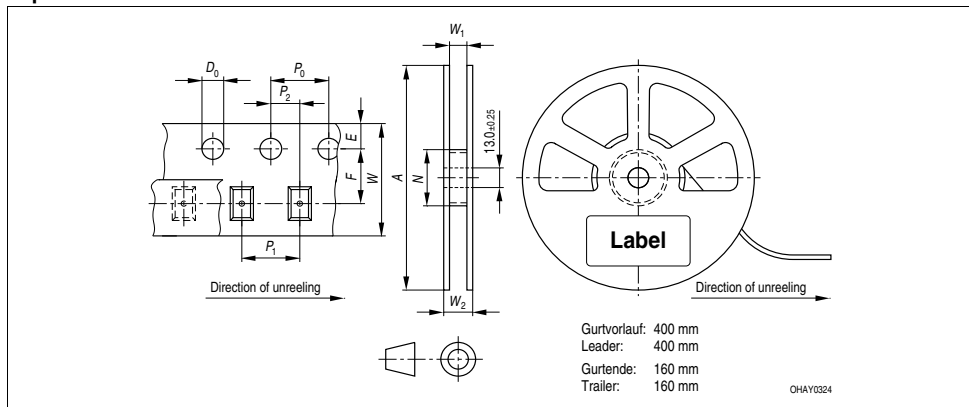 W1
D0
P0
P2
E
F
W
A
N
13.0±0.25
Label
P1
Direction of unreeling
W2
Direction of unreeling
Gurtvorlauf: 400 mm
Leader: 400 mm
Gurtende: 160 mm
Trailer: 160 mm
OHAY0324